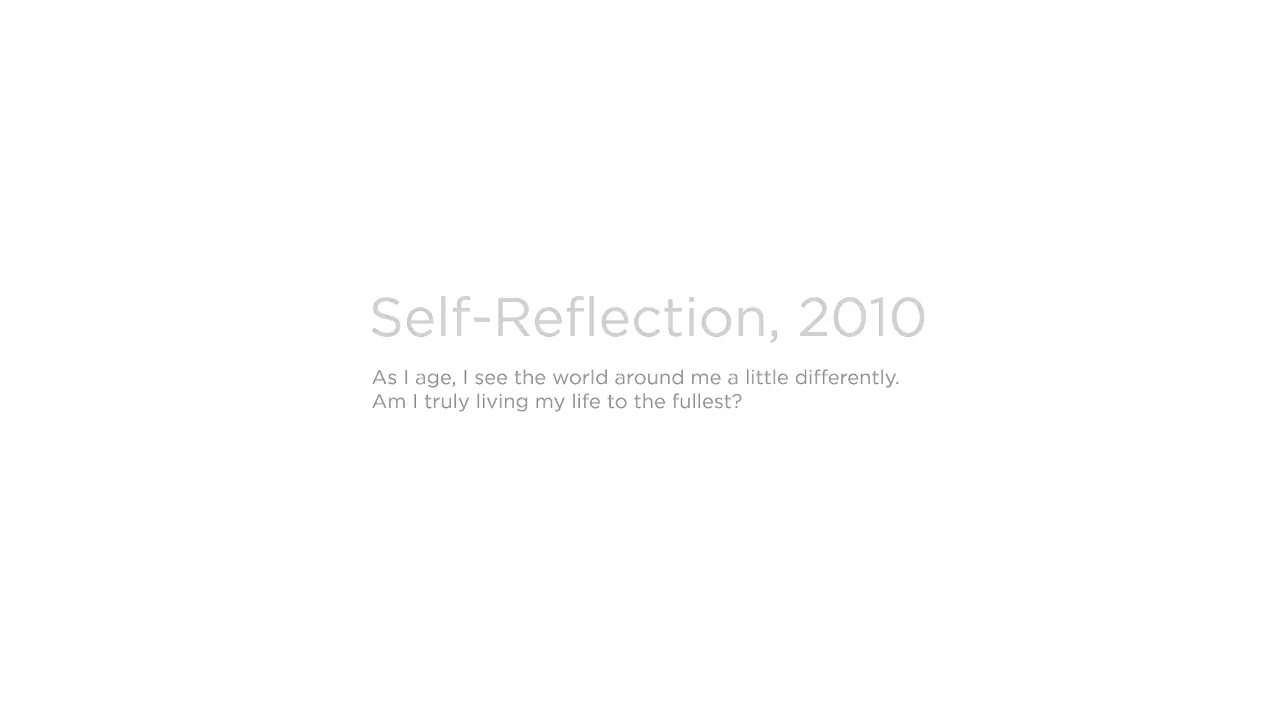 Self-Reflection, 2010
As I age, I see the world around me a little differently.
Am I truly living my life to the fullest?